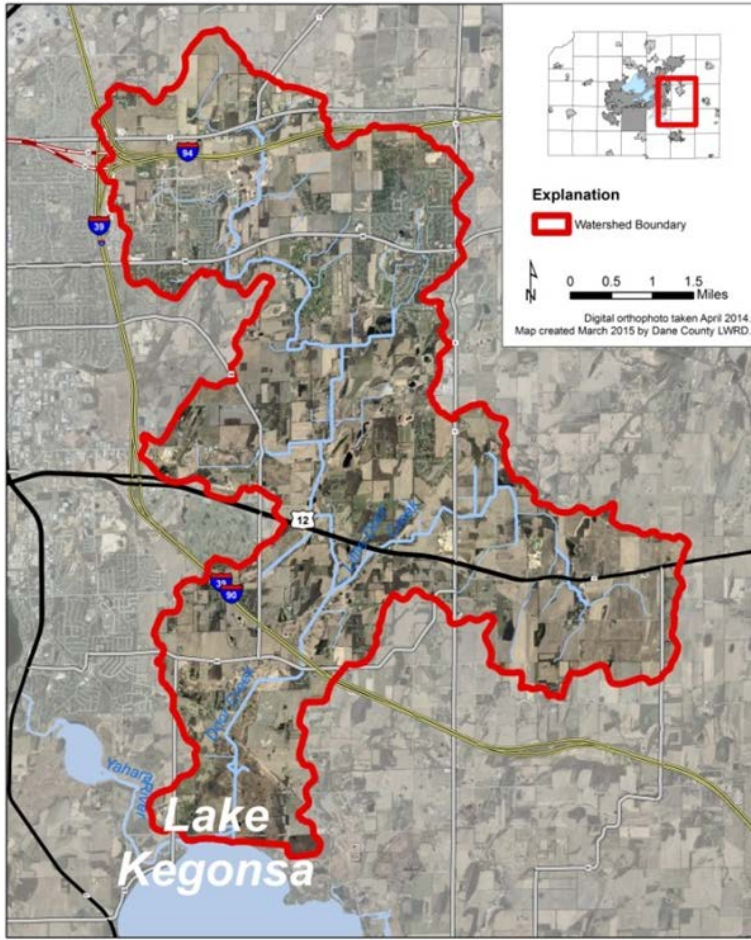 Explanation
Watershed Boundary
N
0 0.5 1 1.5
Miles
Digital orthophoto taken April 2014.
Map created March 2015 by Dane County LWRD.
94
39
12
39
90
Door Creek
Yahara
River
Lake
Kegonsa